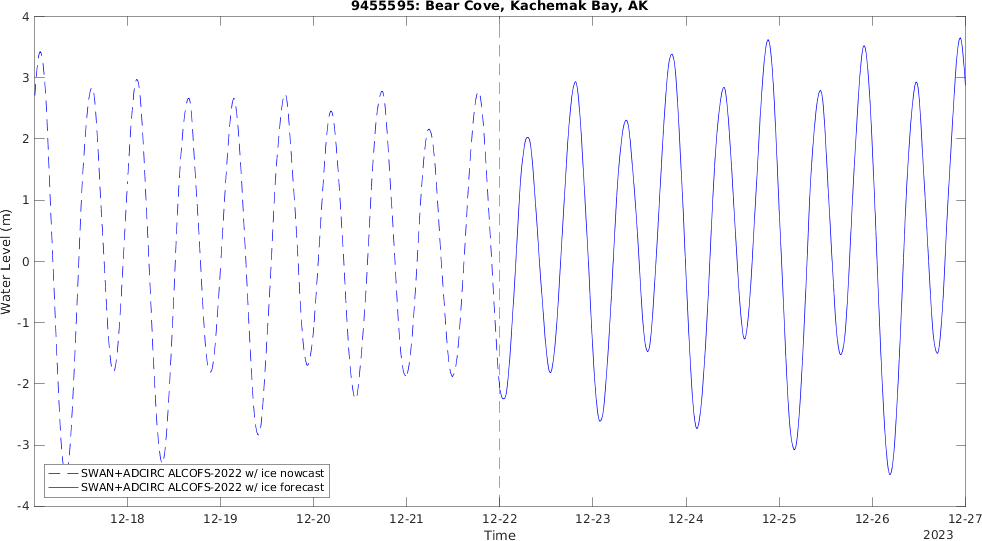 9455595: Bear Cove, Kachemak Bay, AK
Water Level (m)
4
3
2
1
0
-1
-2
-3
-4
SWAN+ADCIRC ALCOFS-2022 w/ ice nowcast
SWAN+ADCIRC ALCOFS-2022 w/ ice forecast
12-18 12-19 12-20 12-21 12-22 12-23 12-24 12-25 12-26 12-27
Time
2023